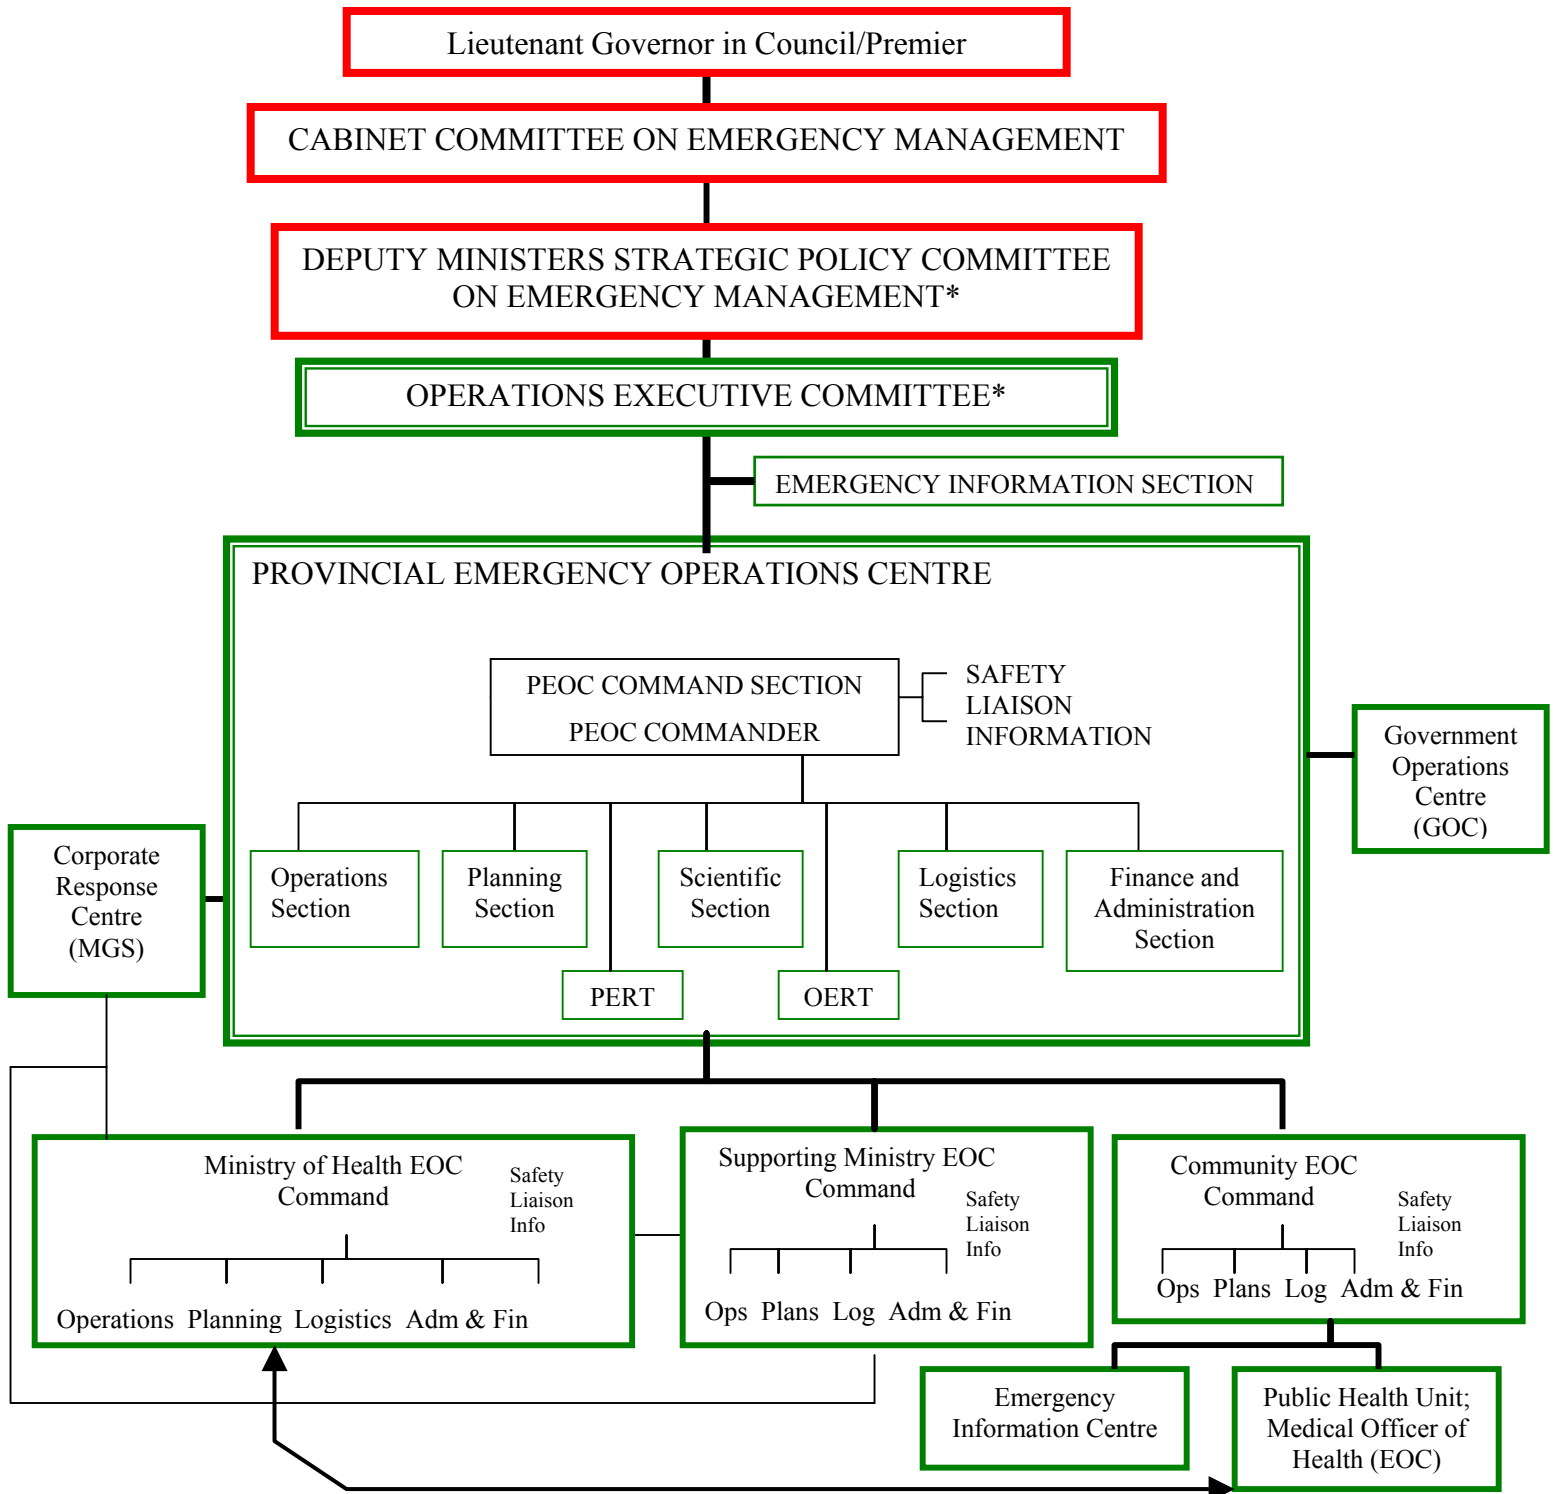 Lieutenant Governor in Council/Premier
CABINET COMMITTEE ON EMERGENCY MANAGEMENT
DEPUTY MINISTERS STRATEGIC POLICY COMMITTEE
ON EMERGENCY MANAGEMENT*
OPERATIONS EXECUTIVE COMMITTEE*
EMERGENCY INFORMATION SECTION
PROVINCIAL EMERGENCY OPERATIONS CENTRE
PEOC COMMAND SECTION
PEOC COMMANDER
SAFETY
LIAISON
INFORMATION
Government
Operations
Centre
(GOC)
Corporate
Response
Centre
(MGS)
Operations
Section
Planning
Section
Scientific
Section
Logistics
Section
Finance and
Administration
Section
PERT
OERT
Ministry of Health EOC
Command
Safety
Liaison
Info
Operations Planning Logistics Adm & Fin
Supporting Ministry EOC
Command
Safety
Liaison
Info
Ops Plans Log Adm & Fin
Community EOC
Command
Safety
Liaison
Info
Ops Plans Log Adm & Fin
Emergency
Information Centre
Public Health Unit;
Medical Officer of
Health (EOC)